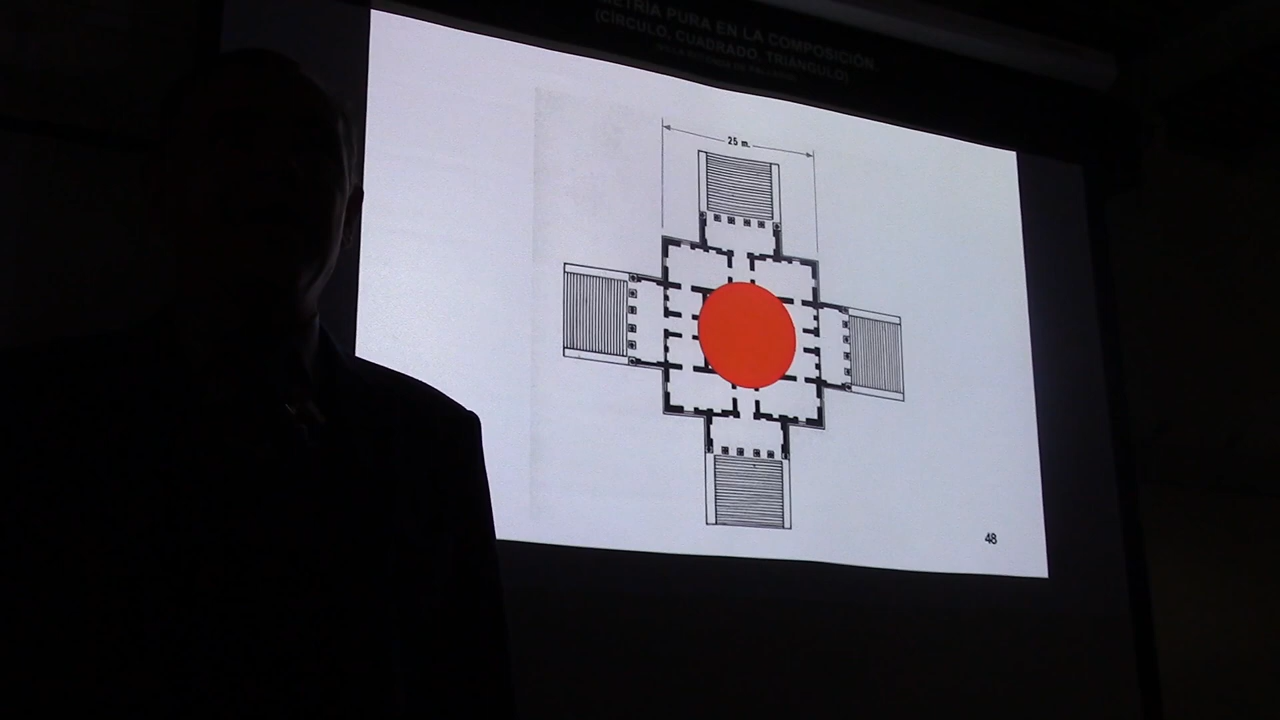 ETRÍA PURA EN LA COMPOSICIÓN.
(CÍRCULO, CUADRADO, TRIÁNGULO)
25 m.
48